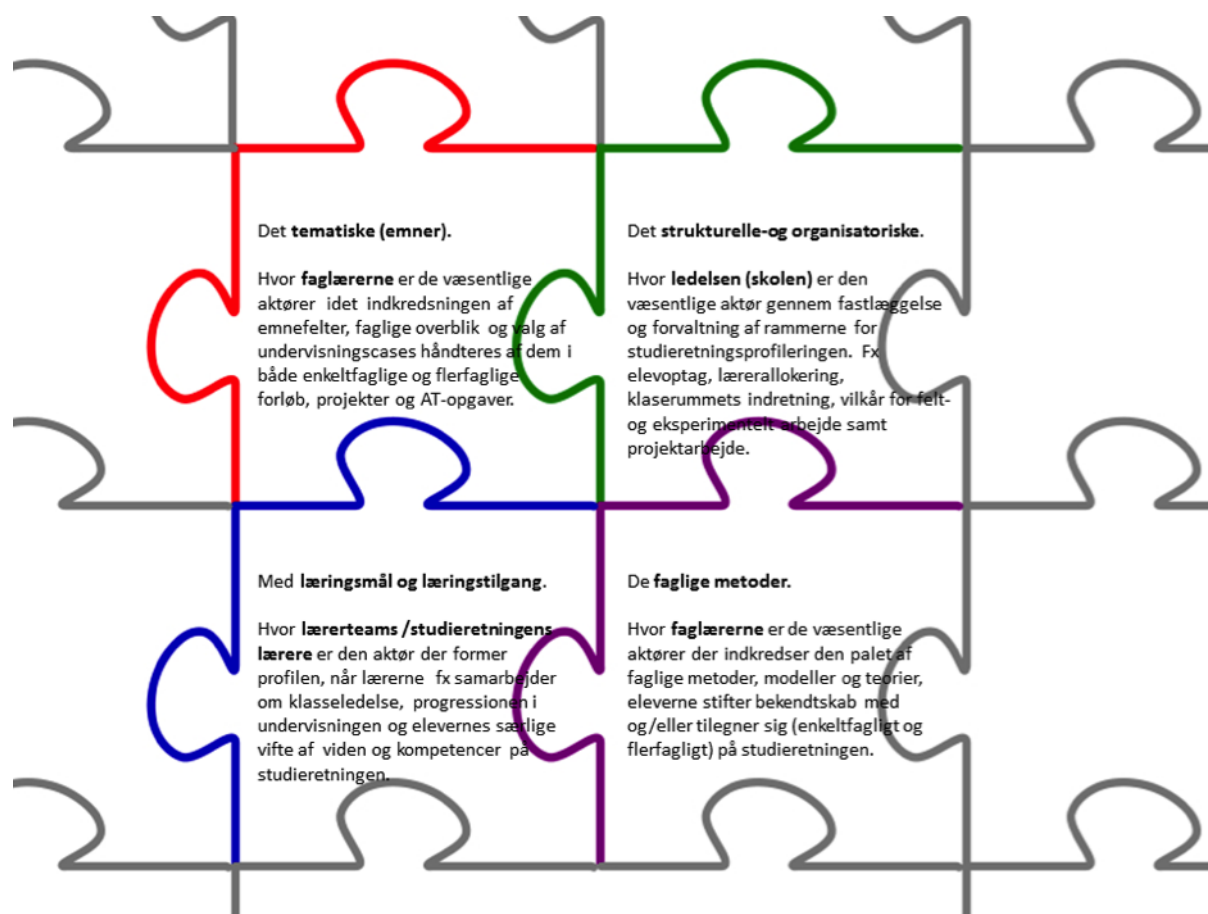 Det tematiske (emner).
Hvor faglærerne er de væsentlige
aktører idet indkredsningen af
emnefelter, faglige overblik og valg af
undervisningscases håndteres af dem i
både enkeltfaglige og flerfaglige
forløb, projekter og AT-opgaver.
Det strukturelle-og organisatoriske.
Hvor ledelsen (skolen) er den
væsentlige aktør gennem fastlæggelse
og forvaltning af rammerne for
studieretningsprofileringen. Fx
elevoptag, lærerallokering,
klaserummets indretning, vilkår for felt-
og eksperimentelt arbejde samt
projektarbejde.
Med læringsmål og læringstilgang.
Hvor lærerteams /studieretningens
lærere er den aktør der former
profilen, når lærerne fx samarbejder
om klasseledelse, progressionen i
undervisningen og elevernes særlige
vifte af viden og kompetencer på
studieretningen.
De faglige metoder.
Hvor faglærerne er de væsentlige
aktører der indkredser den palet af
faglige metoder, modeller og teorier,
eleverne stifter bekendtskab med
og/eller tilegner sig (enkeltfagligt og
flerfagligt) på studieretningen.